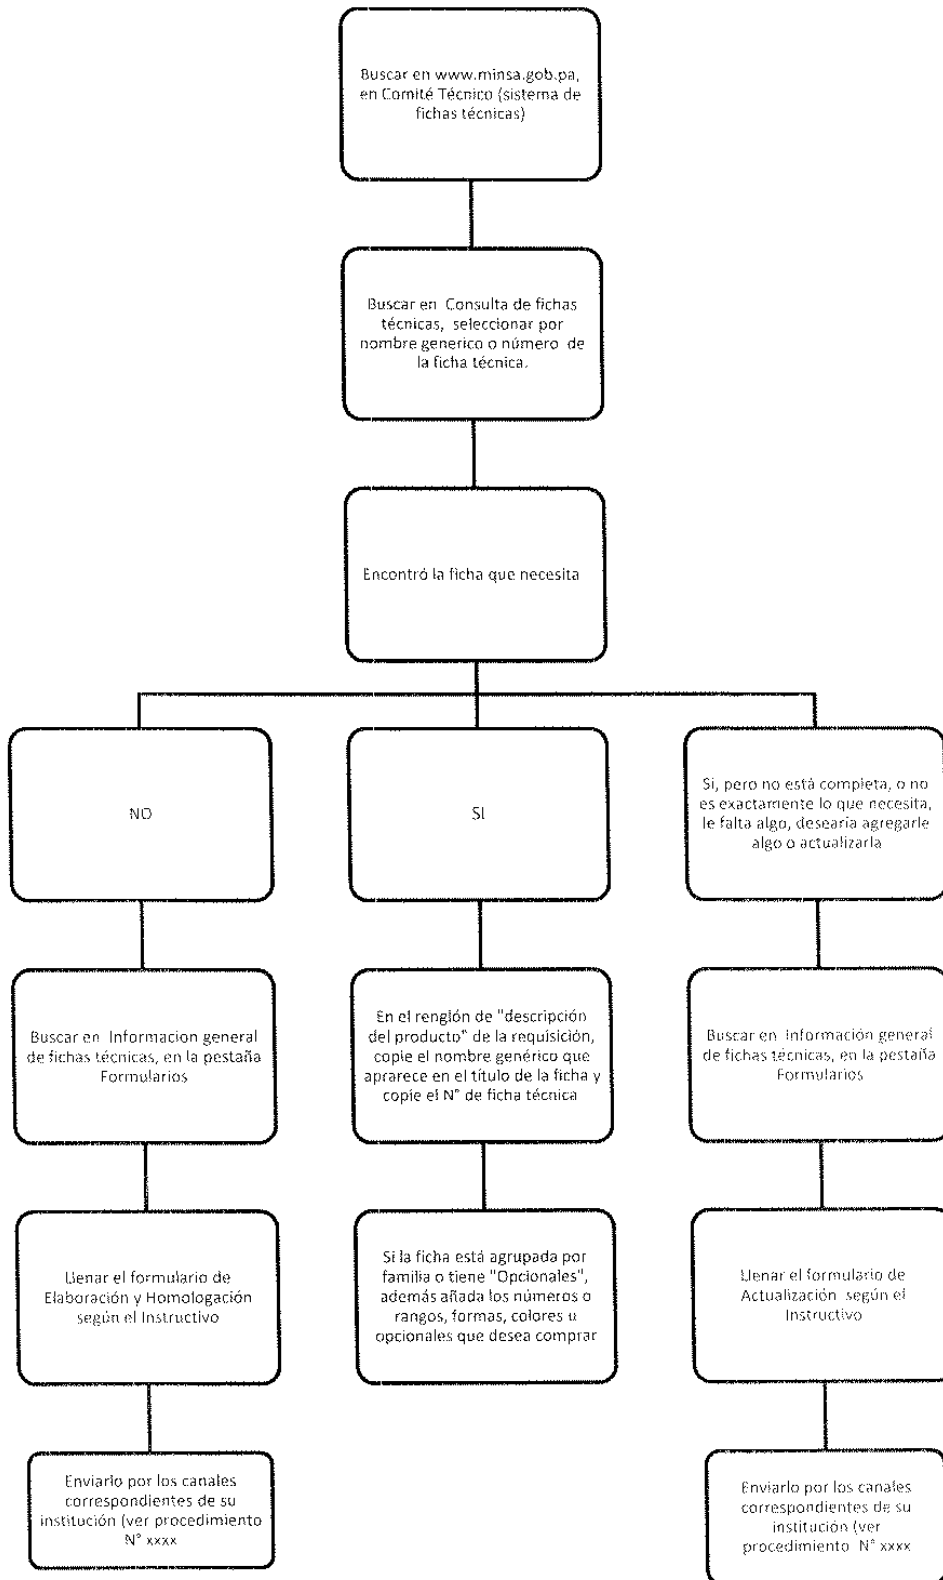 Buscar en www.minsa.gob.pa,
en Comité Técnico (sistema de
fichas técnicas)
Buscar en Consulta de fichas
técnicas, seleccionar por
nombre generico o número de
la ficha técnica.
Encontró la ficha que necesita
NO
SI
Si, pero no está completa, o no
es exactamente lo que necesita,
le falta algo, desearía agregarle
algo o actualizarla
Buscar en Informacion general
de fichas técnicas, en la pestaña
Formularios
En el renglón de "descripción
del producto" de la requisición,
copie el nombre genérico que
aprarece en el título de la ficha y
copie el N° de ficha técnica
Buscar en Información general
de fichas técnicas, en la pestaña
Formularios
Llenar el formulario de
Elaboración y Homologación
según el Instructivo
Si la ficha está agrupada por
familia o tiene "Opcionales",
además añada los números o
rangos, formas, colores u
opcionales que desea comprar
Llenar el formulario de
Actualización según el
Instructivo
Enviarlo por los canales
correspondientes de su
institución (ver procedimiento
N° xxxx
Enviarlo por los canales
correspondientes de su
institución (ver
procedimiento N° xxxx